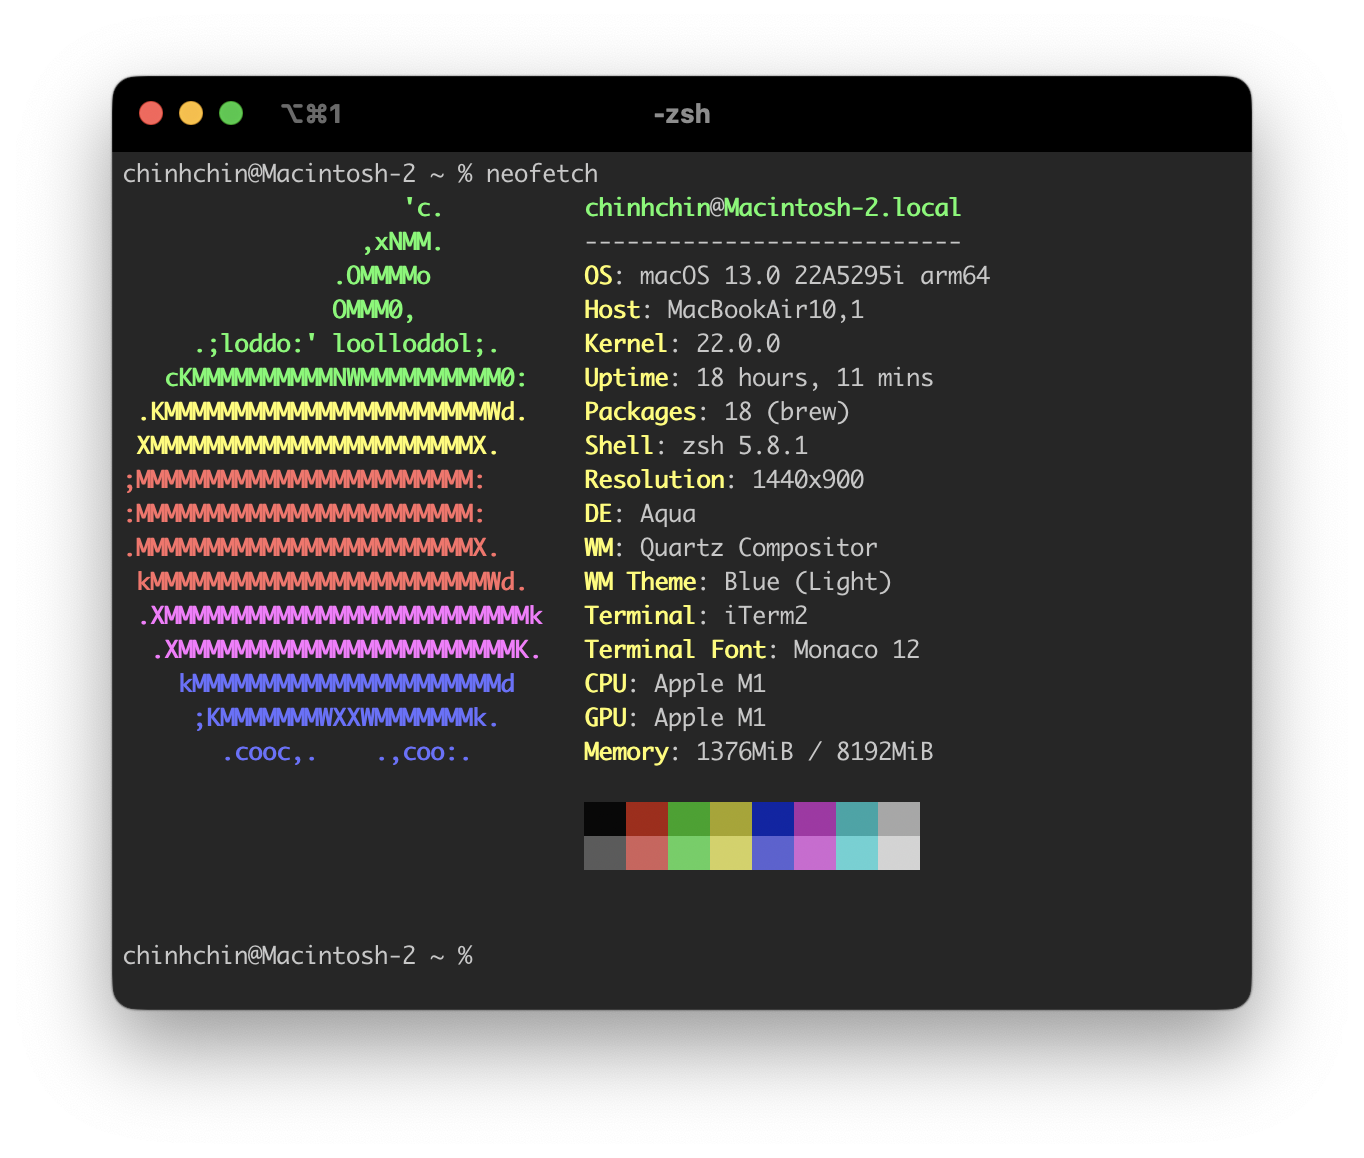 ⌥⌘1 -zsh
chinhchin@Macintosh-2 ~ % neofetch
                    'c.          chinhchin@Macintosh-2.local
                 ,xNMM.          ---------------------------
               .OMMMMo           OS: macOS 13.0 22A5295i arm64
               OMMM0,            Host: MacBookAir10,1
     .;loddo:' loolloddol;.      Kernel: 22.0.0
   cKMMMMMMMMMMNWMMMMMMMMMM0:    Uptime: 18 hours, 11 mins
 .KMMMMMMMMMMMMMMMMMMMMMMMWd.    Packages: 18 (brew)
 XMMMMMMMMMMMMMMMMMMMMMMMX.      Shell: zsh 5.8.1
;MMMMMMMMMMMMMMMMMMMMMMMM:       Resolution: 1440x900
:MMMMMMMMMMMMMMMMMMMMMMMM:       DE: Aqua
.MMMMMMMMMMMMMMMMMMMMMMMMX.      WM: Quartz Compositor
 kMMMMMMMMMMMMMMMMMMMMMMMMWd.    WM Theme: Blue (Light)
 .XMMMMMMMMMMMMMMMMMMMMMMMMMMk   Terminal: iTerm2
  .XMMMMMMMMMMMMMMMMMMMMMMMMK.   Terminal Font: Monaco 12
    kMMMMMMMMMMMMMMMMMMMMMMd     CPU: Apple M1
     ;KMMMMMMMWXXWMMMMMMMk.      GPU: Apple M1
       .cooc,.    .,coo:.        Memory: 1376MiB / 8192MiB
chinhchin@Macintosh-2 ~ %